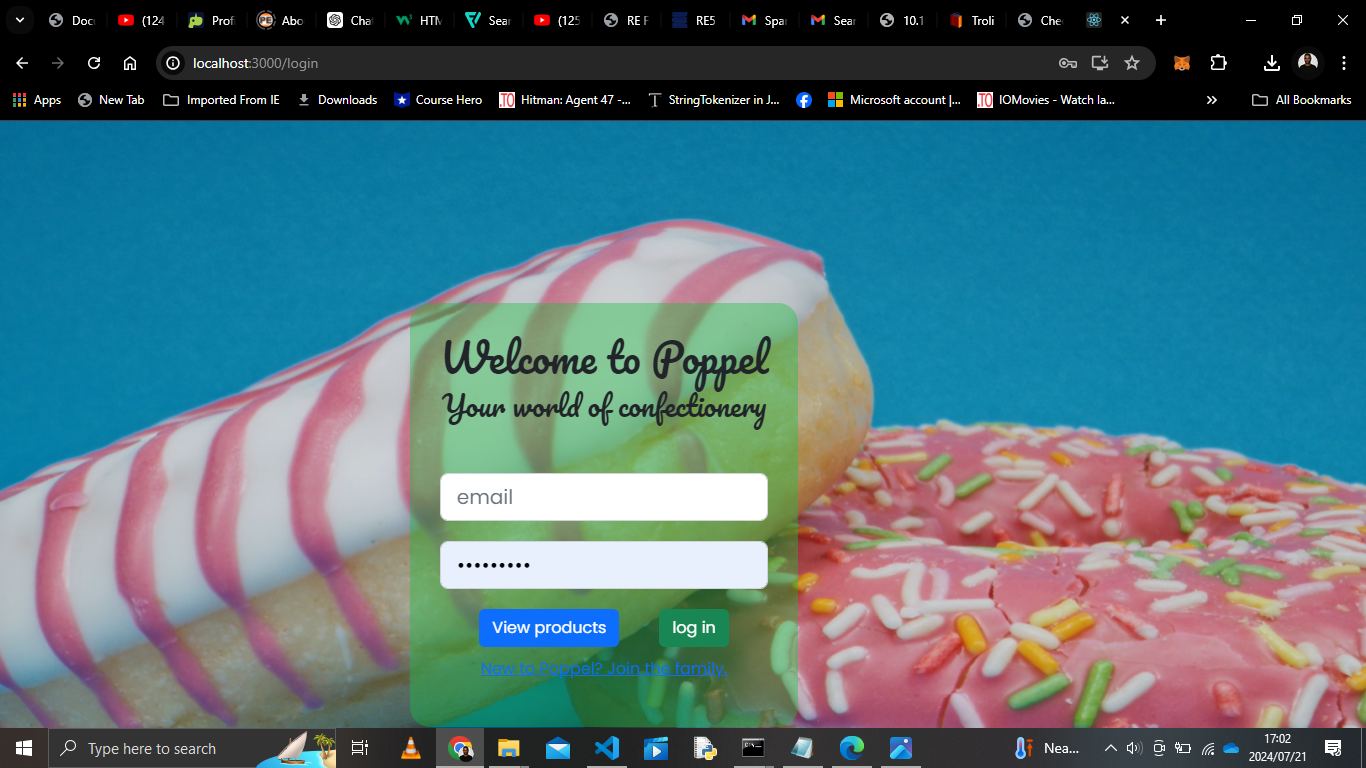 Doc
(124
Prof
Abo
Chat
HTM
Sear
(125
RE F
RE5
Spa
Sear
10.1
Troli
Che
localhost:3000/login
Apps
New Tab
Imported From IE
Downloads
Course Hero
Hitman: Agent 47 -...
StringTokenizer in J...
Microsoft account |...
IOMovies - Watch la...
All Bookmarks
Welcome to Poppel
Your world of confectionery
email
View products
log in
New to Poppel? Join the family.
Type here to search
Nea...
17:02
2024/07/21